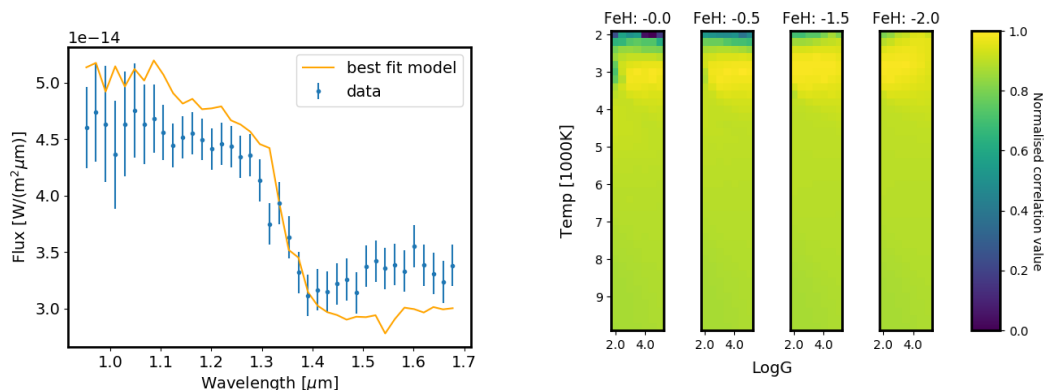 1e−14
5.0
4.5
4.0
3.5
3.0
Flux [W/(m²μm)]
best fit model
data
1.0 1.1 1.2 1.3 1.4 1.5 1.6 1.7
Wavelength [μm]
FeH: -0.0 FeH: -0.5 FeH: -1.5 FeH: -2.0
2
3
4
5
6
7
8
9
Temp [1000K]
2.0 4.0 2.0 4.0 2.0 4.0 2.0 4.0
LogG
1.0
0.8
0.6
0.4
0.2
0.0
Normalised correlation value